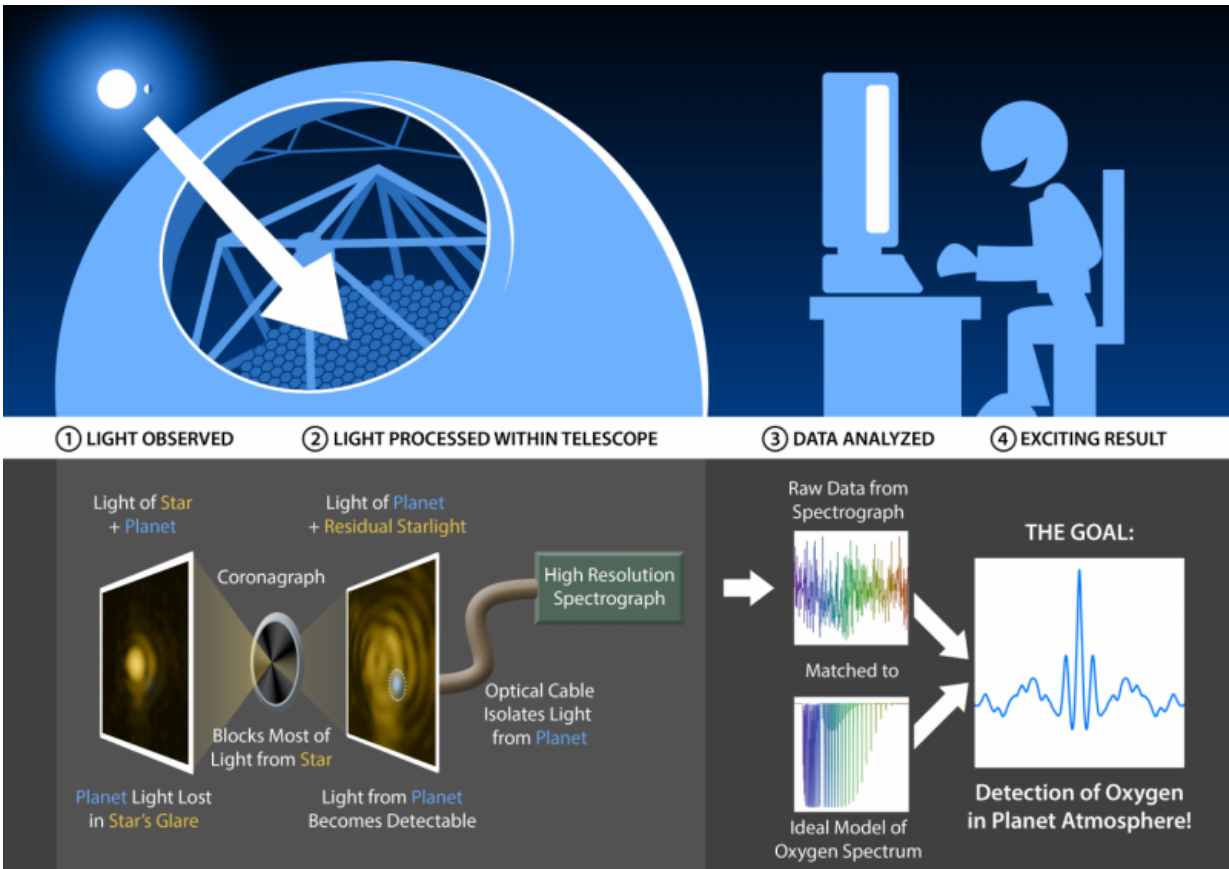 ① LIGHT OBSERVED
② LIGHT PROCESSED WITHIN TELESCOPE
③ DATA ANALYZED
④ EXCITING RESULT
Light of Star
+ Planet
Planet Light Lost
in Star’s Glare
Coronagraph
Blocks Most of
Light from Star
Light of Planet
+ Residual Starlight
Light from Planet
Becomes Detectable
Optical Cable
Isolates Light
from Planet
High Resolution
Spectrograph
Raw Data from
Spectrograph
Matched to
Ideal Model of
Oxygen Spectrum
THE GOAL:
Detection of Oxygen
in Planet Atmosphere!